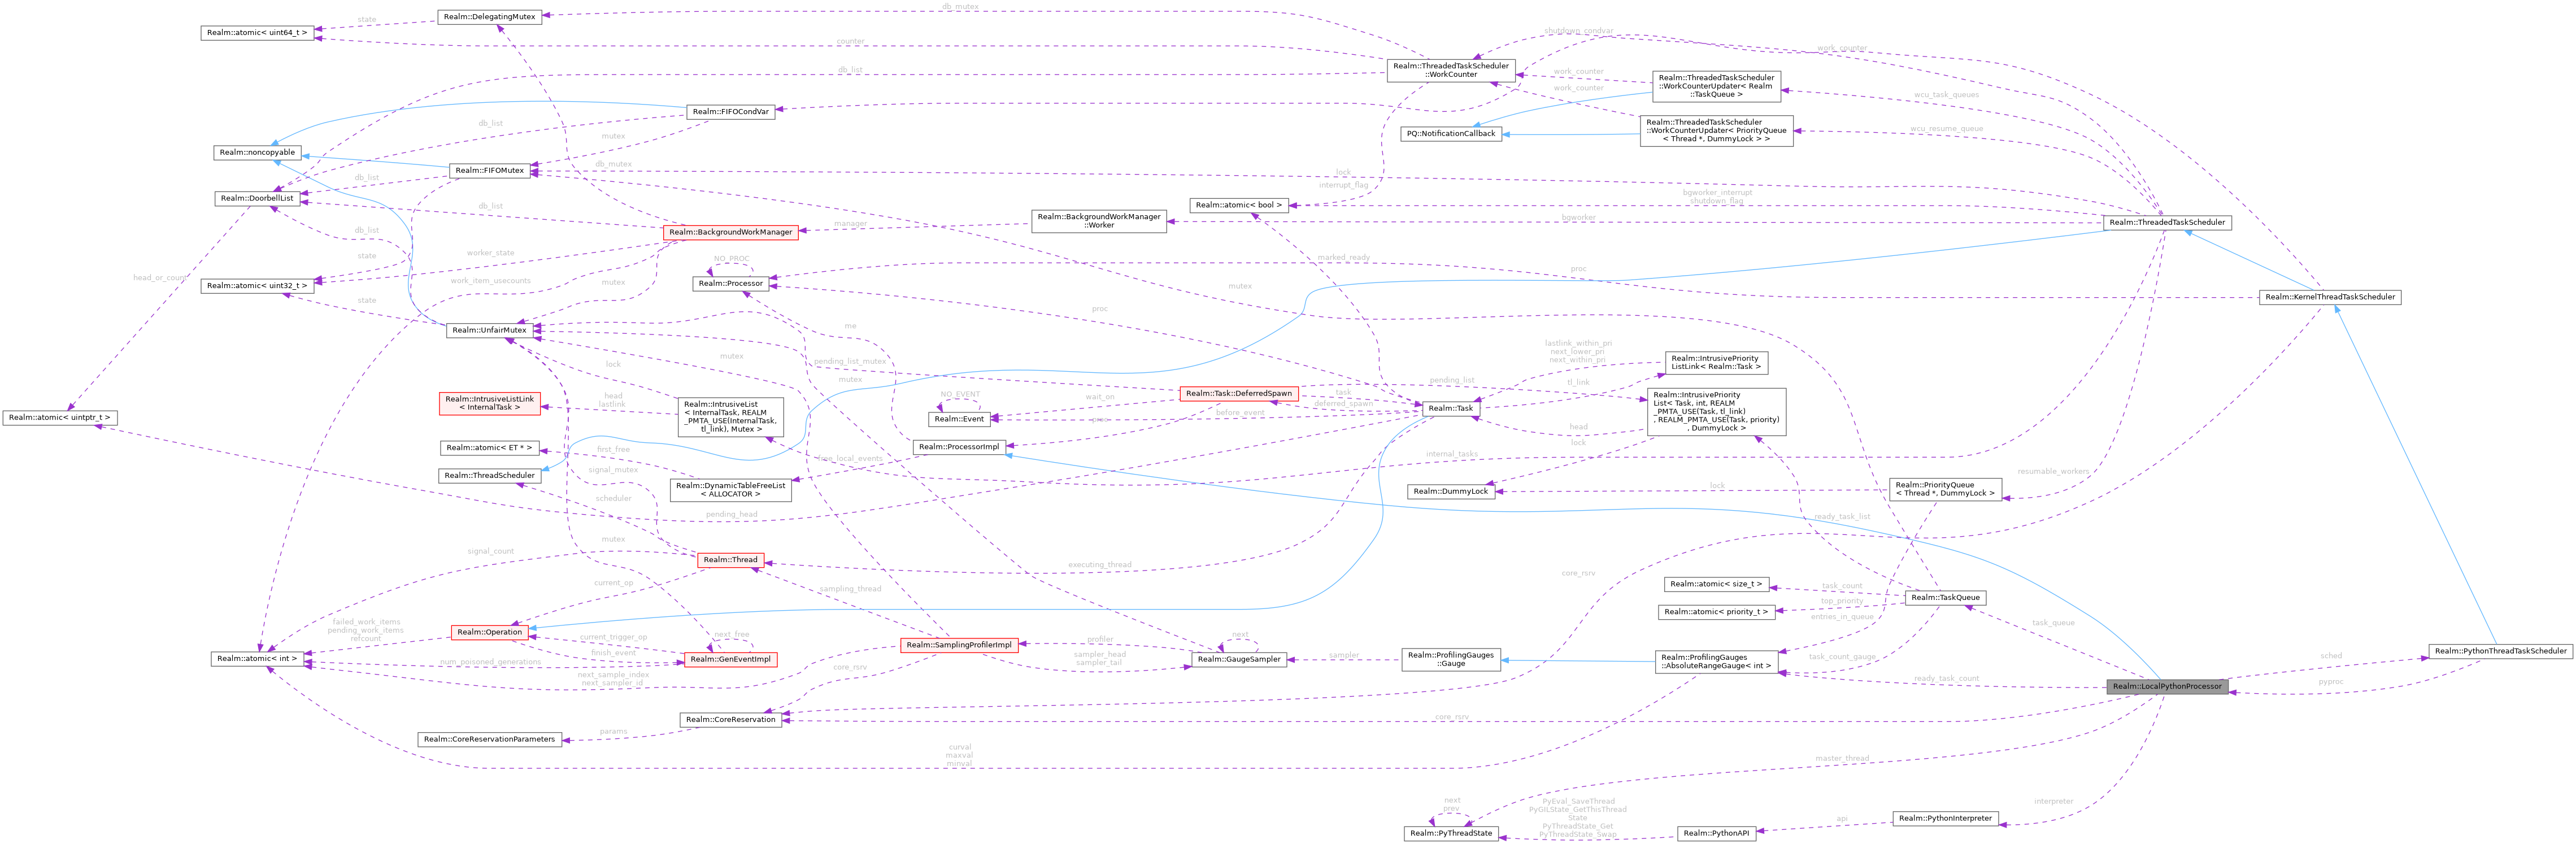 db_mutex
Realm::DelegatingMutex
state
Realm::atomic< uint64_t >
counter
shutdown_condvar
work_counter
Realm::ThreadedTaskScheduler
::WorkCounter
db_list
work_counter
Realm::ThreadedTaskScheduler
::WorkCounterUpdater< Realm
::TaskQueue >
work_counter
wcu_task_queues
Realm::FIFOCondVar
db_list
mutex
Realm::ThreadedTaskScheduler
::WorkCounterUpdater< PriorityQueue
< Thread *, DummyLock > >
wcu_resume_queue
PQ::NotificationCallback
Realm::noncopyable
db_mutex
Realm::FIFOMutex
db_list
lock
interrupt_flag
Realm::DoorbellList
db_list
bgworker_interrupt
shutdown_flag
Realm::atomic< bool >
Realm::BackgroundWorkManager
::Worker
bgworker
Realm::ThreadedTaskScheduler
manager
Realm::BackgroundWorkManager
db_list
state
worker_state
NO_PROC
marked_ready
proc
head_or_count
work_item_usecounts
mutex
Realm::Processor
mutex
Realm::atomic< uint32_t >
Realm::KernelThreadTaskScheduler
state
proc
Realm::UnfairMutex
me
mutex
lock
pending_list_mutex
mutex
lastlink_within_pri
next_lower_pri
next_within_pri
Realm::IntrusivePriority
ListLink< Realm::Task >
pending_list
tl_link
Realm::IntrusiveListLink
< InternalTask >
head
lastlink
Realm::IntrusiveList
< InternalTask, REALM
_PMTA_USE(InternalTask,
tl_link), Mutex >
NO_EVENT
wait_on
Realm::Task::DeferredSpawn
task
deferred_spawn
Realm::IntrusivePriority
List< Task, int, REALM
_PMTA_USE(Task, tl_link)
, REALM_PMTA_USE(Task, priority)
, DummyLock >
Realm::Task
Realm::atomic< uintptr_t >
Realm::Event
before_event
proc
head
lock
Realm::atomic< ET * >
first_free
Realm::ProcessorImpl
free_local_events
internal_tasks
Realm::ThreadScheduler
signal_mutex
Realm::DynamicTableFreeList
< ALLOCATOR >
resumable_workers
Realm::DummyLock
lock
Realm::PriorityQueue
< Thread *, DummyLock >
scheduler
pending_head
ready_task_list
mutex
signal_count
Realm::Thread
executing_thread
core_rsrv
current_op
sampling_thread
Realm::atomic< size_t >
task_count
Realm::TaskQueue
top_priority
Realm::atomic< priority_t >
entries_in_queue
failed_work_items
pending_work_items
refcount
Realm::Operation
current_trigger_op
finish_event
next_free
task_queue
Realm::SamplingProfilerImpl
profiler
next
Realm::PythonThreadTaskScheduler
Realm::atomic< int >
num_poisoned_generations
Realm::GenEventImpl
core_rsrv
sampler_head
sampler_tail
Realm::GaugeSampler
sampler
Realm::ProfilingGauges
::Gauge
Realm::ProfilingGauges
::AbsoluteRangeGauge< int >
task_count_gauge
sched
next_sample_index
next_sampler_id
ready_task_count
Realm::LocalPythonProcessor
pyproc
Realm::CoreReservation
core_rsrv
params
Realm::CoreReservationParameters
curval
maxval
minval
master_thread
next
prev
PyEval_SaveThread
PyGILState_GetThisThread
State
PyThreadState_Get
PyThreadState_Swap
interpreter
Realm::PyThreadState
Realm::PythonAPI
api
Realm::PythonInterpreter